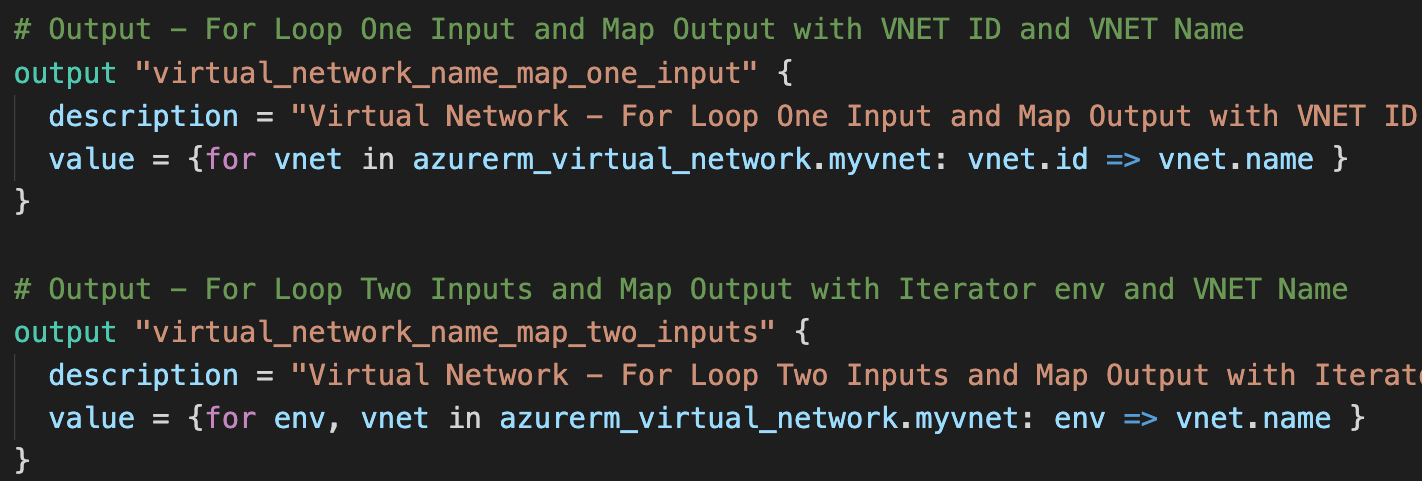 # Output - For Loop One Input and Map Output with VNET ID and VNET Name
output "virtual_network_name_map_one_input" {
description = "Virtual Network - For Loop One Input and Map Output with VNET ID
value = {for vnet in azurerm_virtual_network.myvnet: vnet.id => vnet.name }
}
# Output - For Loop Two Inputs and Map Output with Iterator env and VNET Name
output "virtual_network_name_map_two_inputs" {
description = "Virtual Network - For Loop Two Inputs and Map Output with
value = {for env, vnet in azurerm_virtual_network.myvnet: env => vnet.name }
}